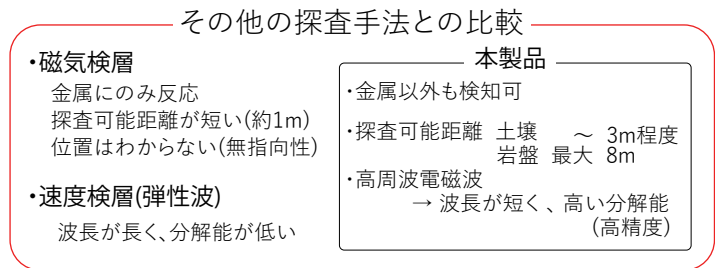 その他の探査手法との比較
・磁気検層
金属にのみ反応
探査可能距離が短い(約1m)
位置はわからない(無指向性)
・速度検層(弾性波)
波長が長く、分解能が低い
本製品
・金属以外も検知可
・探査可能距離 土壌 ～ 3m程度
岩盤 最大 8m
・高周波電磁波
→ 波長が短く、高い分解能
(高精度)